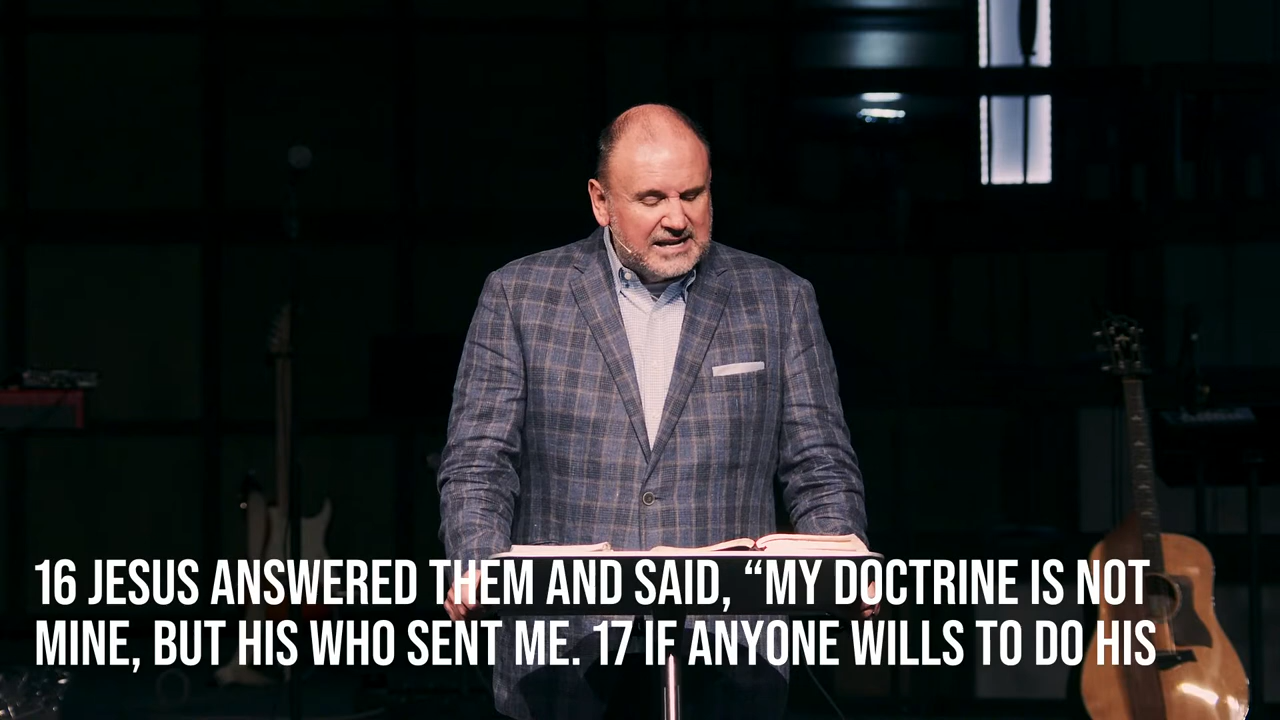 16 JESUS ANSWERED THEM AND SAID, “MY DOCTRINE IS NOT
MINE, BUT HIS WHO SENT ME. 17 IF ANYONE WILLS TO DO HIS